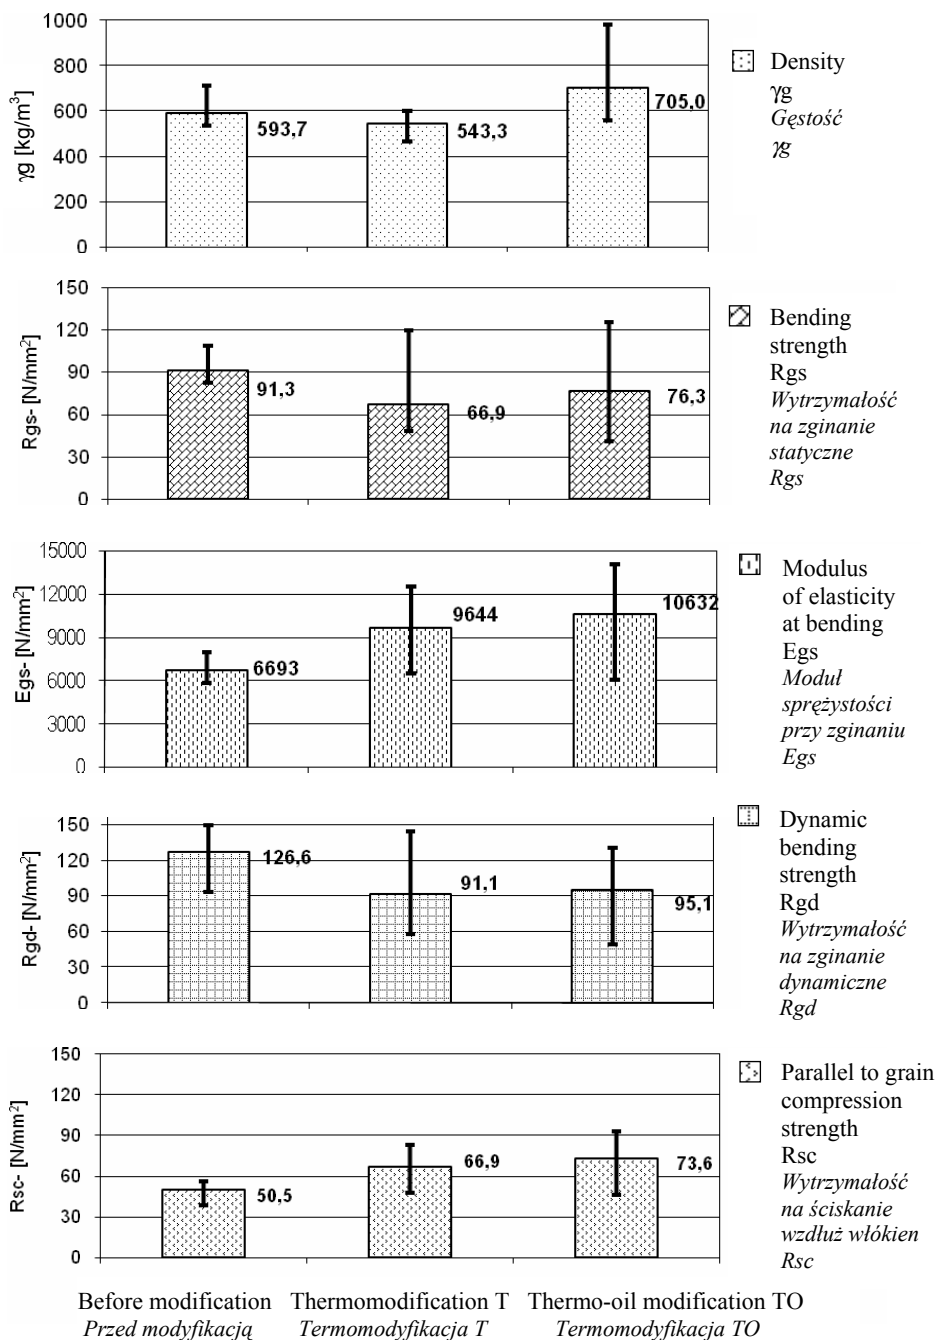 1000
800
600
400
200
0
γg [kg/m³]
593,7
543,3
705,0
Density
γg
Gęstość
γg
150
120
90
60
30
0
Rgs- [N/mm²]
91,3
66,9
76,3
Bending
strength
Rgs
Wytrzymałość
na zginanie
statyczne
Rgs
15000
12000
9000
6000
3000
0
Egs- [N/mm²]
6693
9644
10632
Modulus
of elasticity
at bending
Egs
Moduł
sprężystości
przy zginaniu
Egs
150
120
90
60
30
0
Rgd- [N/mm²]
126,6
91,1
95,1
Dynamic
bending
strength
Rgd
Wytrzymałość
na zginanie
dynamiczne
Rgd
150
120
90
60
30
0
Rsc- [N/mm²]
50,5
66,9
73,6
Parallel to grain
compression
strength
Rsc
Wytrzymałość
na ściskanie
wzdłuż włókien
Rsc
Before modification Thermomodification T Thermo-oil modification TO
Przed modyfikacją Termomodyfikacja T Termomodyfikacja TO